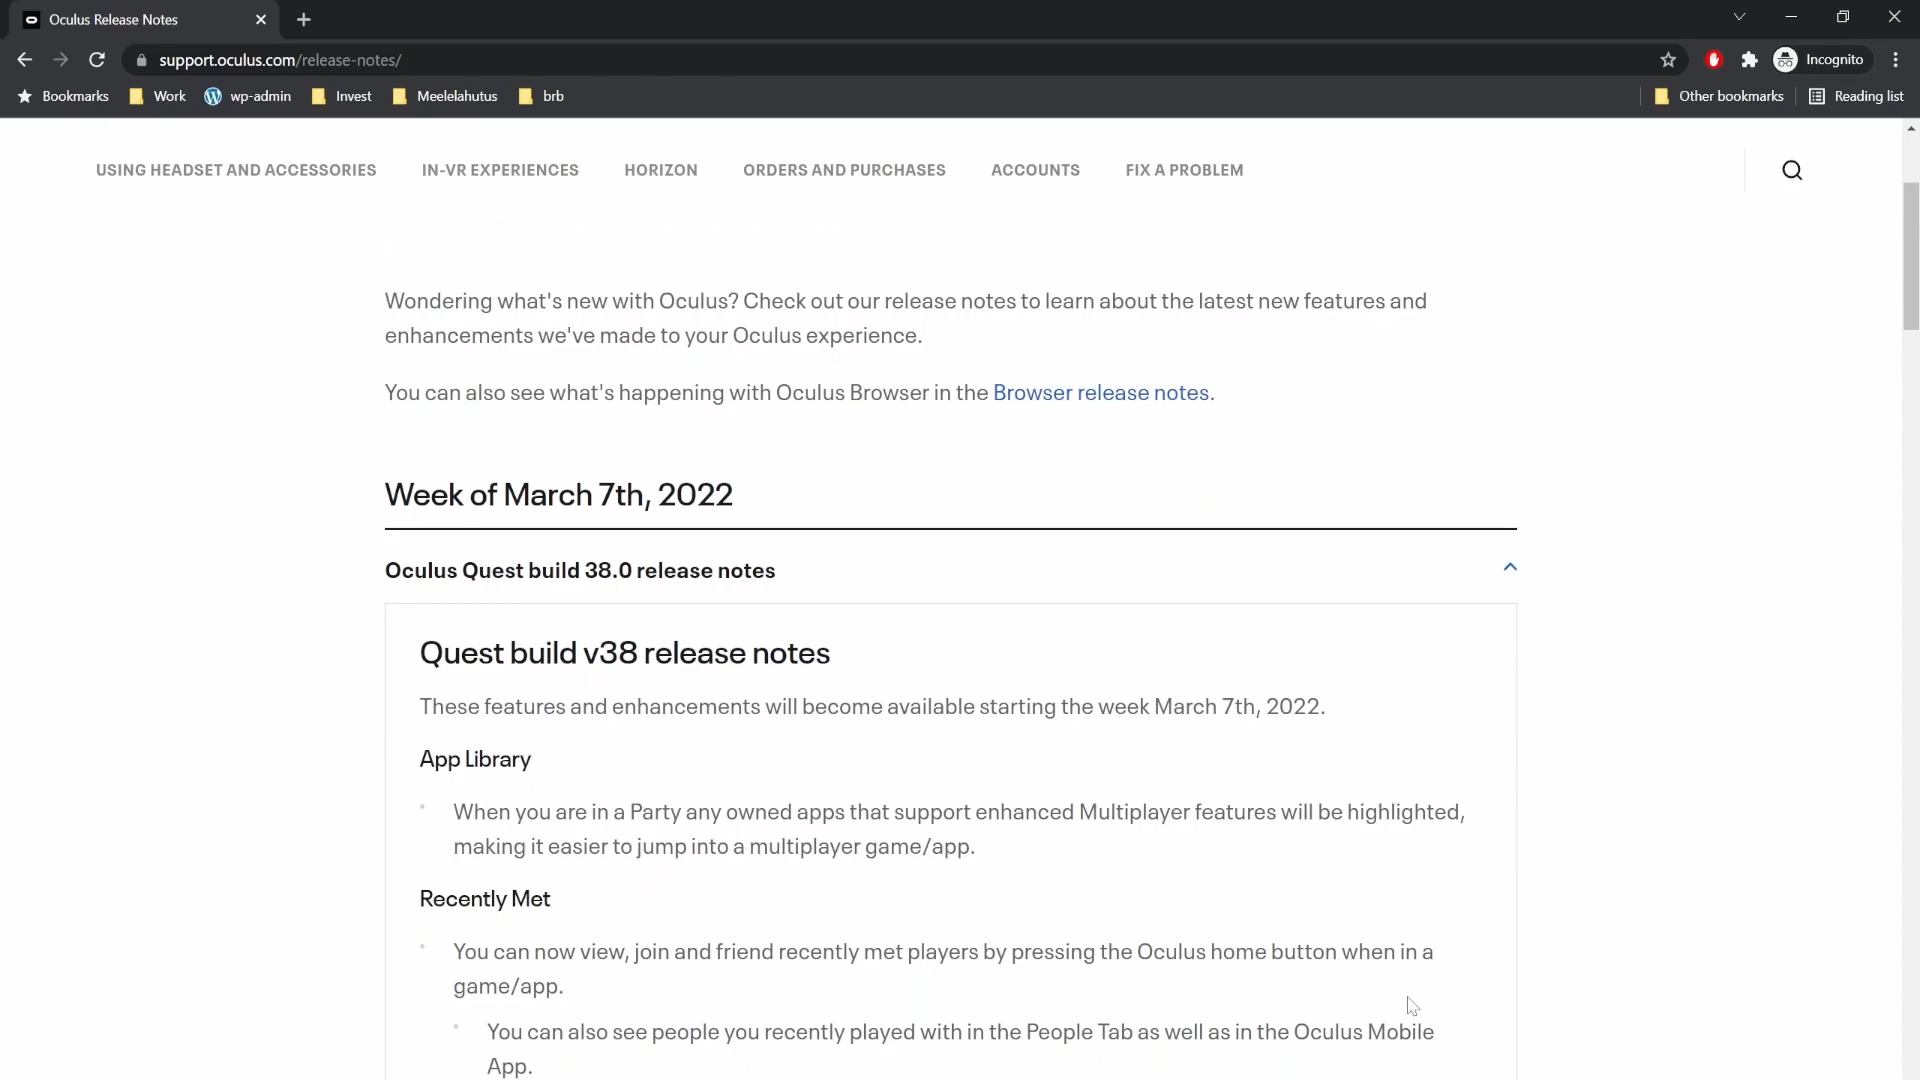 Oculus Release Notes
support.oculus.com/release-notes/
Incognito
Bookmarks
Work
wp-admin
Invest
Meelelahutus
brb
Other bookmarks
Reading list
USING HEADSET AND ACCESSORIES
IN-VR EXPERIENCES
HORIZON
ORDERS AND PURCHASES
ACCOUNTS
FIX A PROBLEM
Wondering what's new with Oculus? Check out our release notes to learn about the latest new features and
enhancements we've made to your Oculus experience.
You can also see what's happening with Oculus Browser in the Browser release notes.
Week of March 7th, 2022
Oculus Quest build 38.0 release notes
Quest build v38 release notes
These features and enhancements will become available starting the week March 7th, 2022.
App Library
When you are in a Party any owned apps that support enhanced Multiplayer features will be highlighted,
making it easier to jump into a multiplayer game/app.
Recently Met
You can now view, join and friend recently met players by pressing the Oculus home button when in a
game/app.
You can also see people you recently played with in the People Tab as well as in the Oculus Mobile
App.